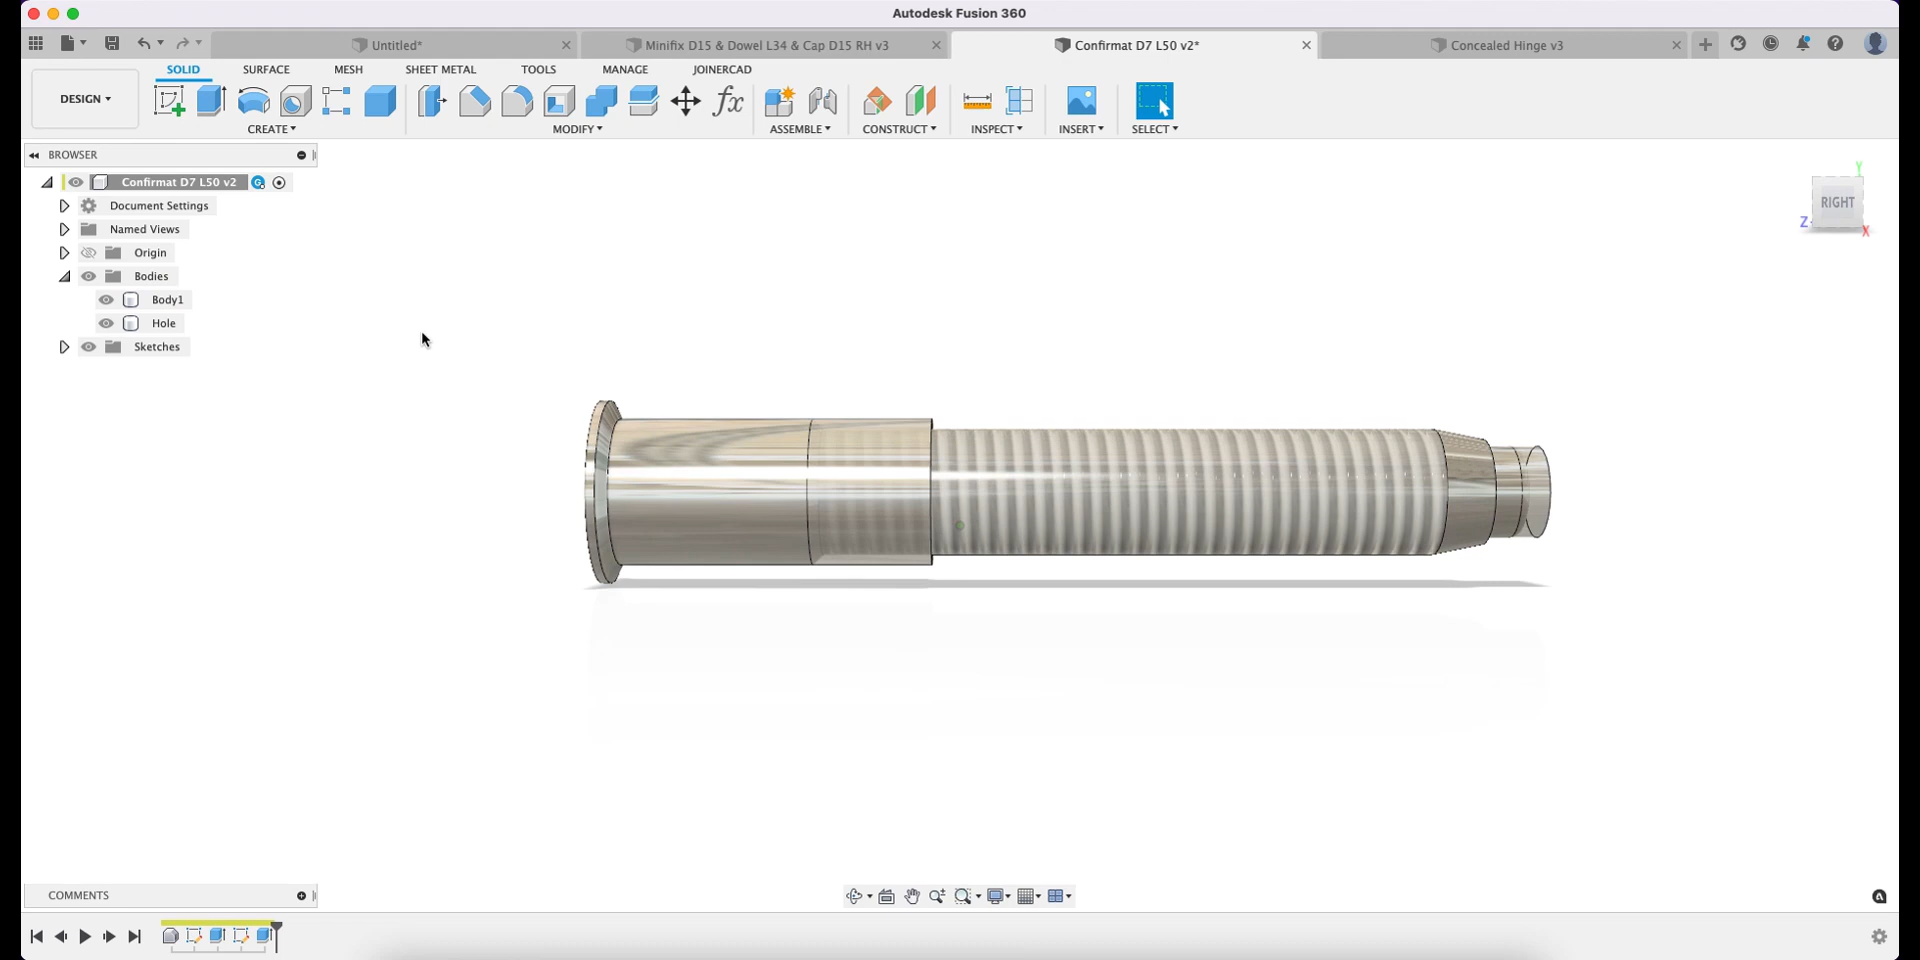 Autodesk Fusion 360
Untitled*
Minifix D15 & Dowel L34 & Cap D15 RH v3
Confirmat D7 L50 v2*
Concealed Hinge v3
SOLID
SURFACE
MESH
SHEET METAL
TOOLS
MANAGE
JOINERCAD
DESIGN
fx
CREATE
MODIFY
ASSEMBLE
CONSTRUCT
INSPECT
INSERT
SELECT
BROWSER
Confirmat D7 L50 v2
Document Settings
Named Views
Origin
Bodies
Body1
Hole
Sketches
Y
RIGHT
Z
X
COMMENTS